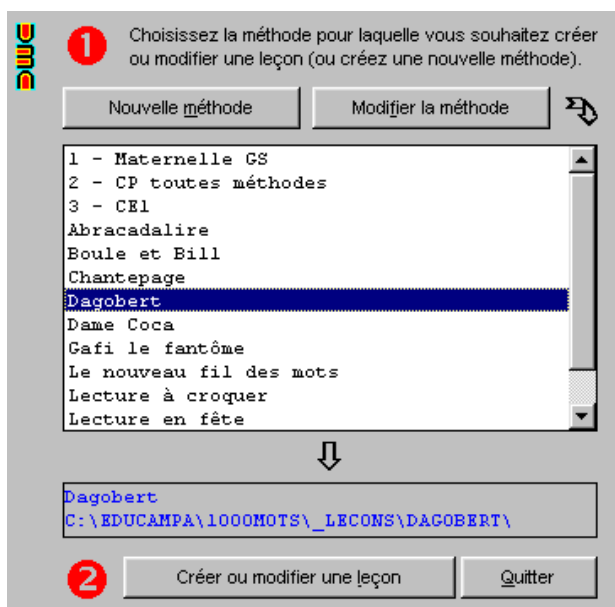 DMC
1
Choisissez la méthode pour laquelle vous souhaitez créer
ou modifier une leçon (ou créez une nouvelle méthode).
Nouvelle méthode
Modifier la méthode
1 - Maternelle GS
2 - CP toutes méthodes
3 - CE1
Abracadalire
Boule et Bill
Chantepage
Dagobert
Dame Coca
Gafi le fantôme
Le nouveau fil des mots
Lecture à croquer
Lecture en fête
Dagobert
C:\EDUCAMPA\1000MOTS\_LECONS\DAGOBERT\
2
Créer ou modifier une leçon
Quitter